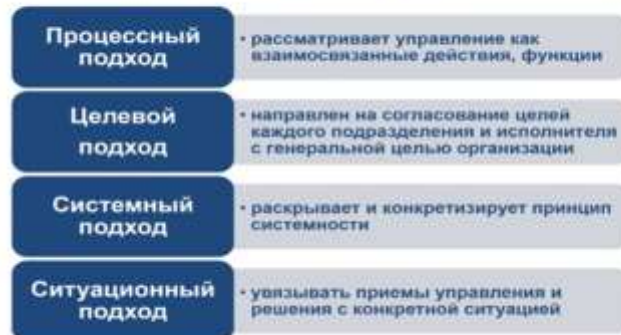 Процессный
подход
• рассматривает управление как
взаимосвязанные действия, функции
Целевой
подход
• направлен на согласование целей
каждого подразделения и исполнителя
с генеральной целью организации
Системный
подход
• раскрывает и конкретизирует принцип
системности
Ситуационный
подход
• увязывать приемы управления и
решения с конкретной ситуацией